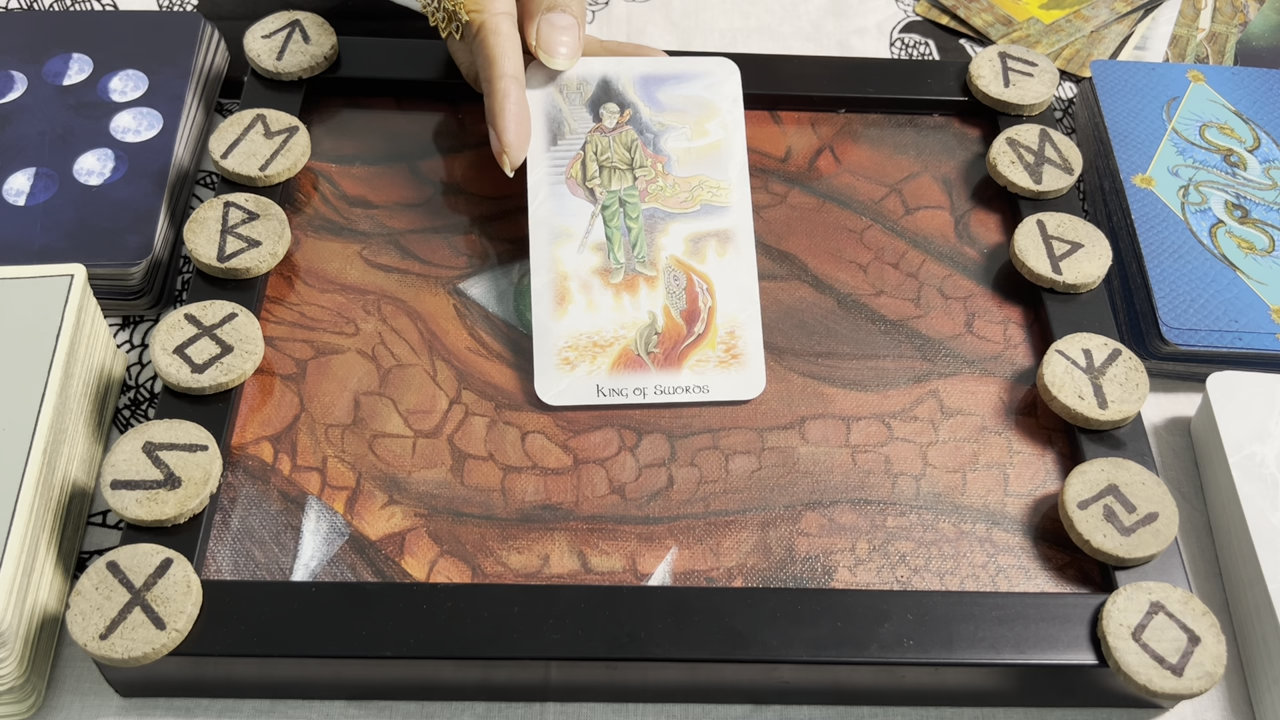 ᛏ
ᛖ
ᛒ
ᛟ
ᛊ
ᚷ
King of Swords
ᚨ
ᛞ
ᚦ
ᛉ
ᛇ
ᛜ